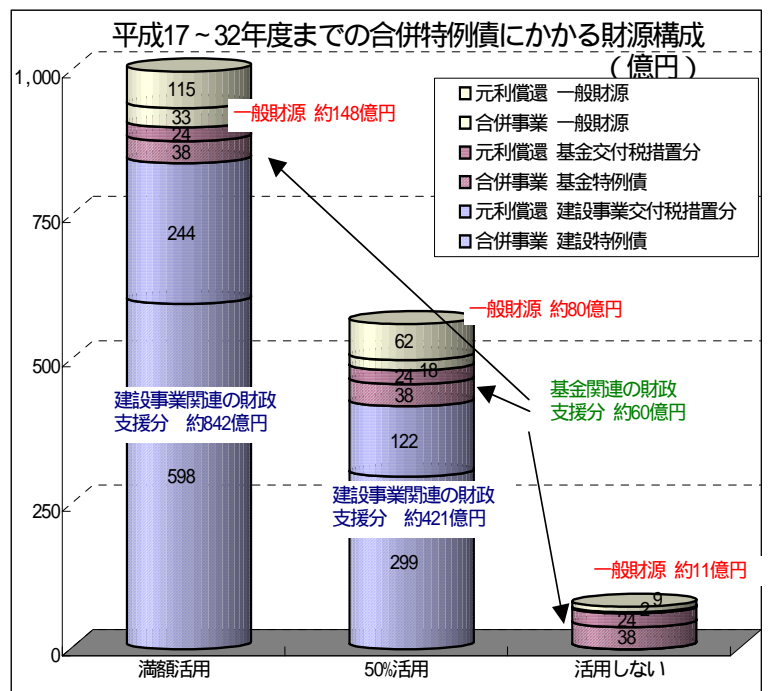 平成17～32年度までの合併特例債にかかる財源構成
（億円）
元利償還 一般財源
合併事業 一般財源
元利償還 基金交付税措置分
合併事業 基金特例債
元利償還 建設事業交付税措置分
合併事業 建設特例債
1,000
750
500
250
0
115
33
24
38
244
598
一般財源 約148億円
建設事業関連の財政
支援分 約842億円
62
18
24
38
122
299
一般財源 約80億円
建設事業関連の財政
支援分 約421億円
基金関連の財政
支援分 約60億円
一般財源 約11億円
9
2
24
38
満額活用
50%活用
活用しない